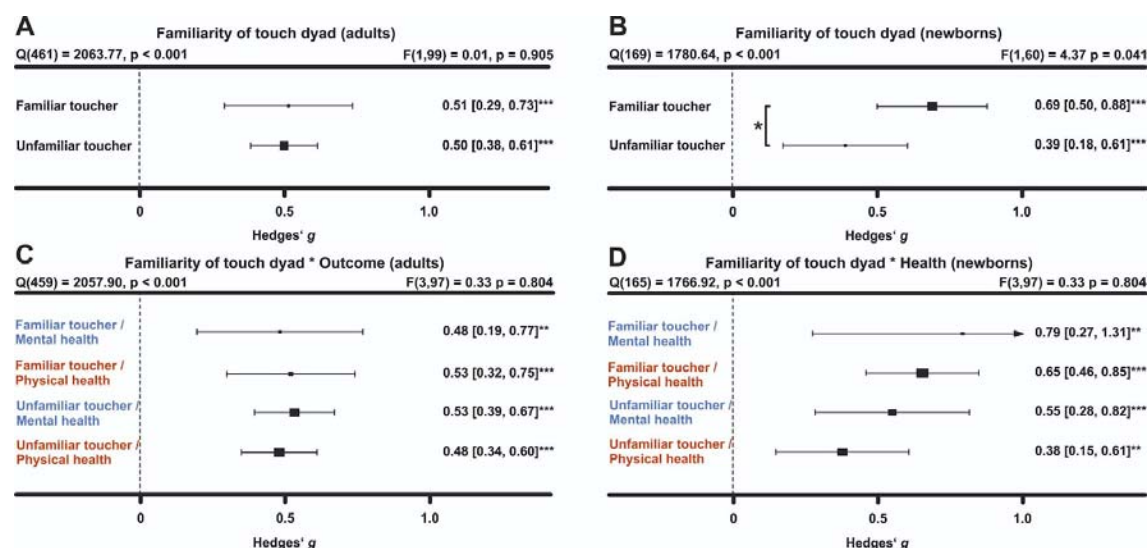 A
Familiarity of touch dyad (adults)
Q(461) = 2063.77, p < 0.001 F(1,99) = 0.01, p = 0.905
Familiar toucher 0.51 [0.29, 0.73]***
Unfamiliar toucher 0.50 [0.38, 0.61]***
0 0.5 1.0
Hedges‘ g
B
Familiarity of touch dyad (newborns)
Q(169) = 1780.64, p < 0.001 F(1,60) = 4.37 p = 0.041
Familiar toucher 0.69 [0.50, 0.88]***
*
Unfamiliar toucher 0.39 [0.18, 0.61]***
0 0.5 1.0
Hedges‘ g
C
Familiarity of touch dyad * Outcome (adults)
Q(459) = 2057.90, p < 0.001 F(3,97) = 0.33 p = 0.804
Familiar toucher /
Mental health 0.48 [0.19, 0.77]**
Familiar toucher /
Physical health 0.53 [0.32, 0.75]***
Unfamiliar toucher /
Mental health 0.53 [0.39, 0.67]***
Unfamiliar toucher /
Physical health 0.48 [0.34, 0.60]***
0 0.5 1.0
Hedges‘ g
D
Familiarity of touch dyad * Health (newborns)
Q(165) = 1766.92, p < 0.001 F(3,97) = 0.33 p = 0.804
Familiar toucher /
Mental health 0.79 [0.27, 1.31]**
Familiar toucher /
Physical health 0.65 [0.46, 0.85]***
Unfamiliar toucher /
Mental health 0.55 [0.28, 0.82]***
Unfamiliar toucher /
Physical health 0.38 [0.15, 0.61]**
0 0.5 1.0
Hedges‘ g